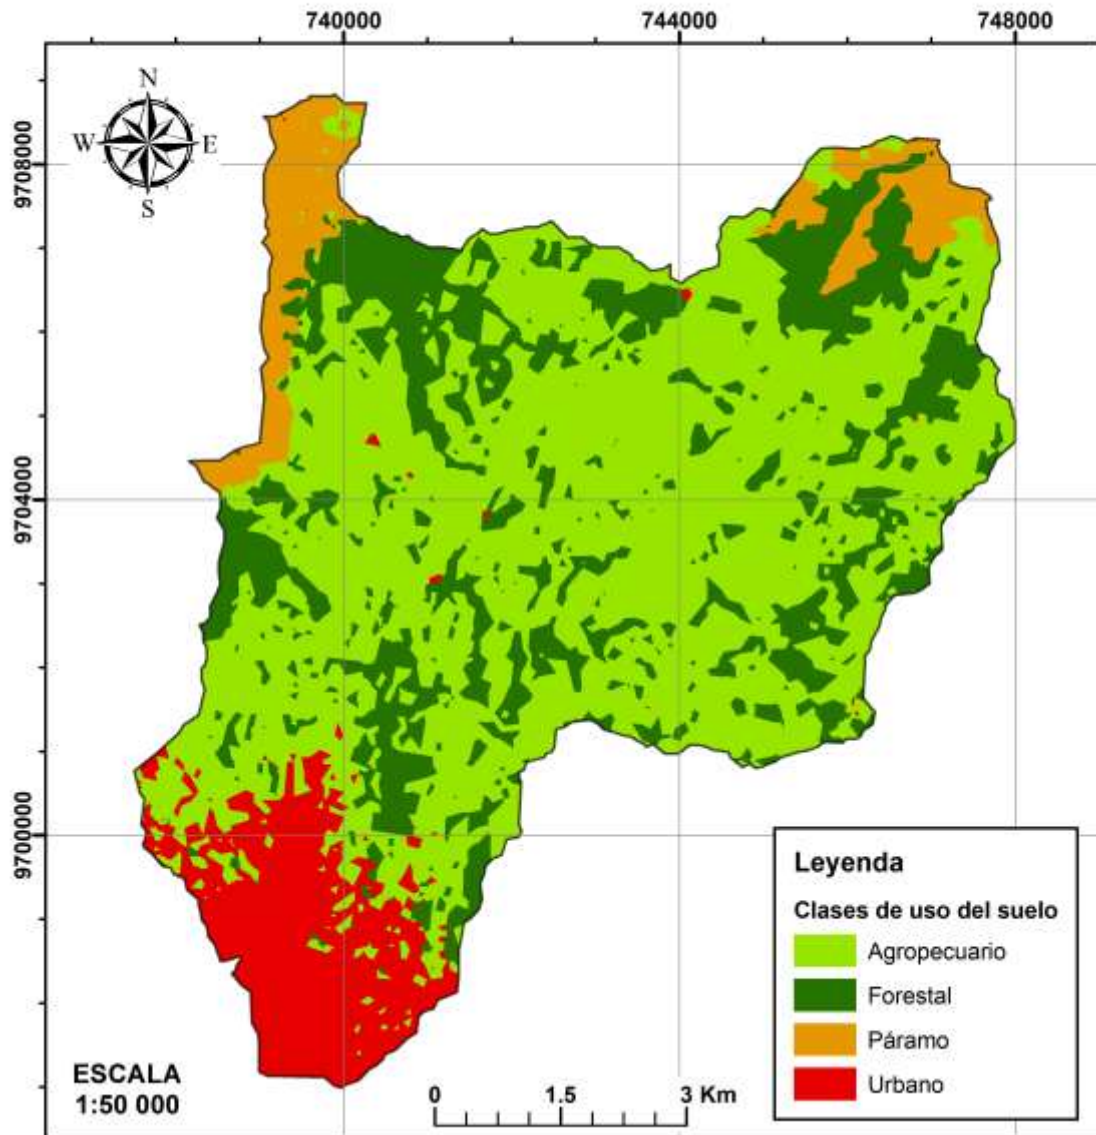 740000 744000 748000
N
W E
S
9708000
9704000
9700000
Leyenda
Clases de uso del suelo
Agropecuario
Forestal
Páramo
Urbano
ESCALA
1:50 000
0 1.5 3 Km